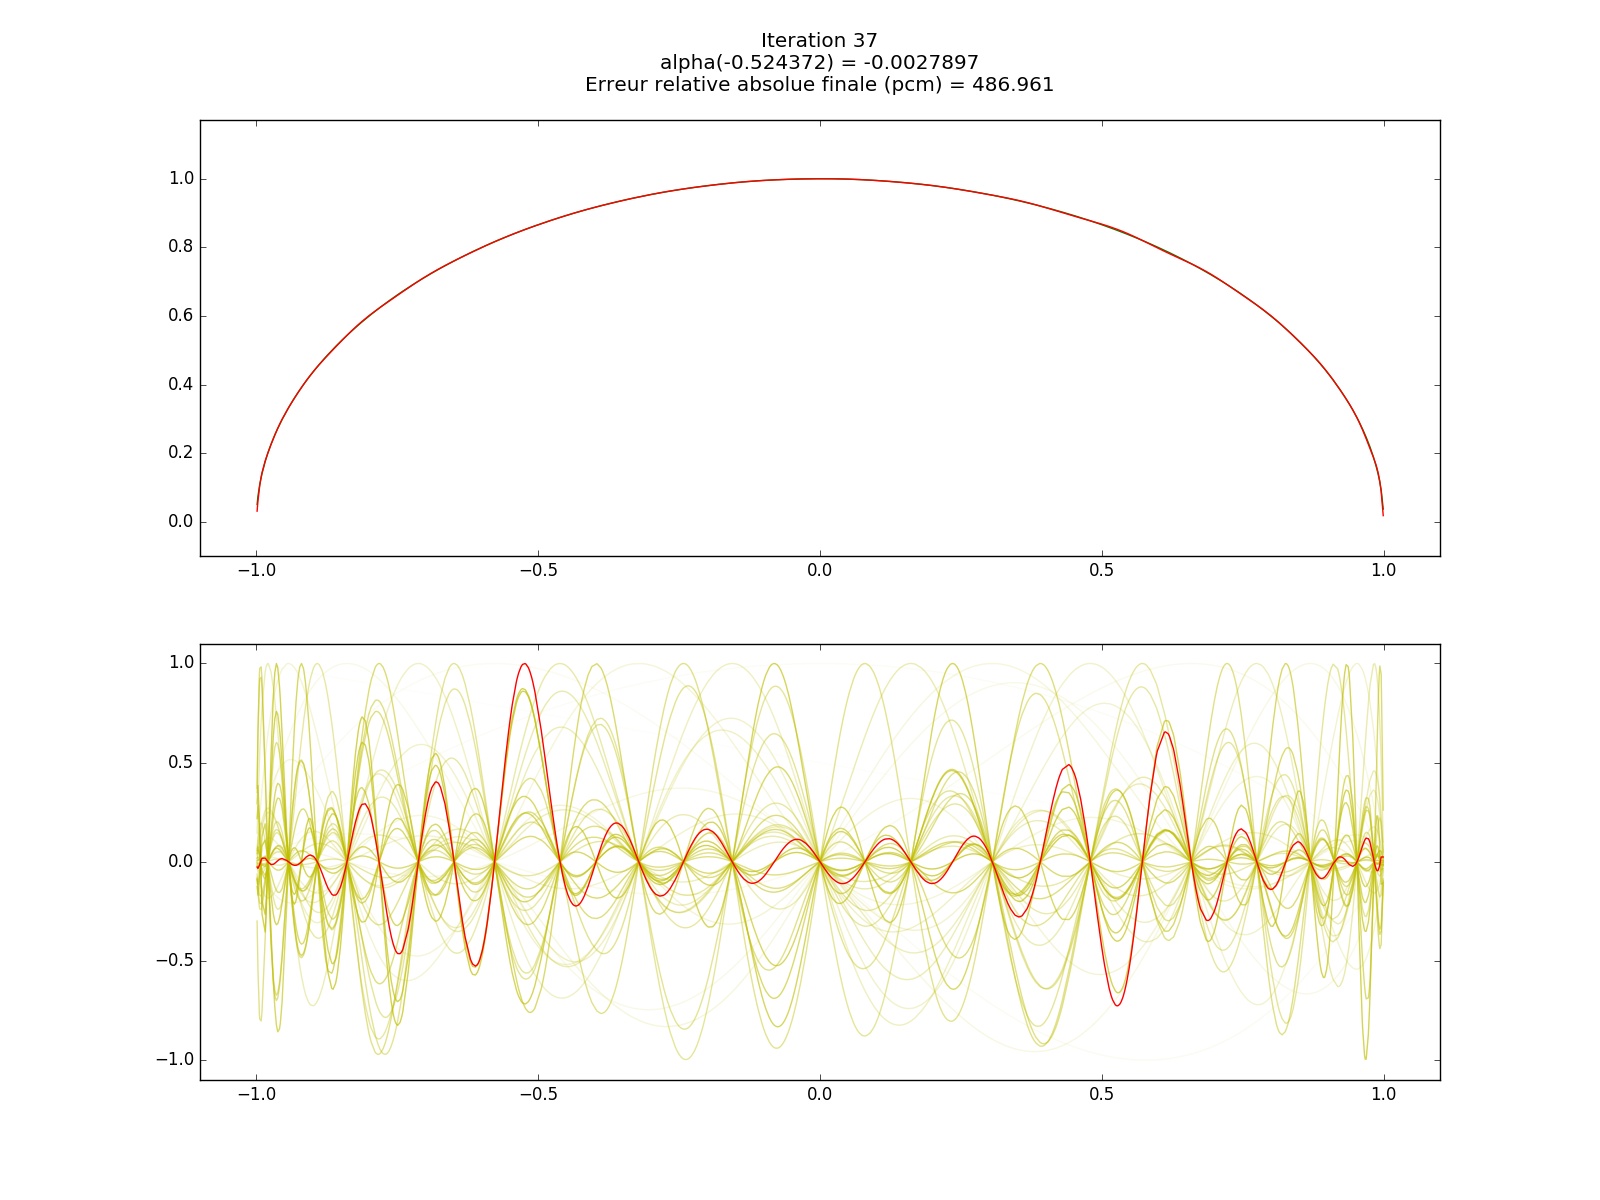 Iteration 37
alpha(-0.524372) = -0.0027897
Erreur relative absolue finale (pcm) = 486.961
1.0
0.8
0.6
0.4
0.2
0.0
−1.0 −0.5 0.0 0.5 1.0
1.0
0.5
0.0
−0.5
−1.0
−1.0 −0.5 0.0 0.5 1.0